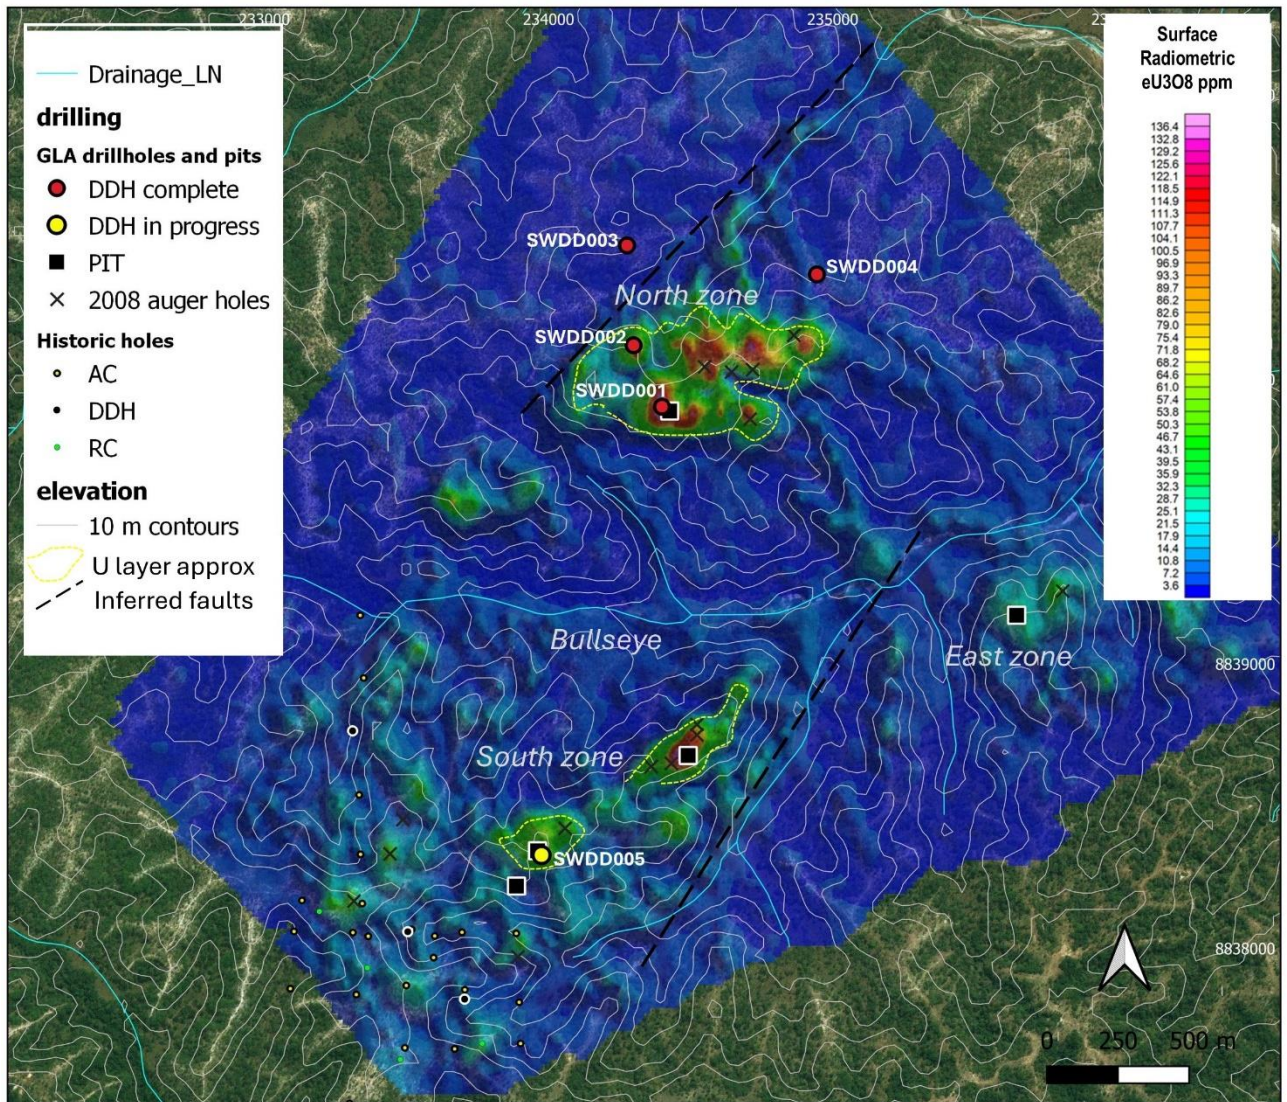 233000
234000
235000
23
Drainage_LN
drilling
GLA drillholes and pits
DDH complete
DDH in progress
PIT
2008 auger holes
Historic holes
AC
DDH
RC
elevation
10 m contours
U layer approx
Inferred faults
Surface
Radiometric
eU3O8 ppm
136.4
132.8
129.2
125.6
122.1
118.5
114.9
111.3
107.7
104.1
100.5
96.9
93.3
89.7
86.2
82.6
79.0
75.4
71.8
68.2
64.6
61.0
57.4
53.8
50.3
46.7
43.1
39.5
35.9
32.3
28.7
25.1
21.5
17.9
14.4
10.8
7.2
3.6
SWDD003
SWDD004
North zone
SWDD002
SWDD001
Bullseye
East zone
8839000
South zone
SWDD005
8838000
0 250 500 m